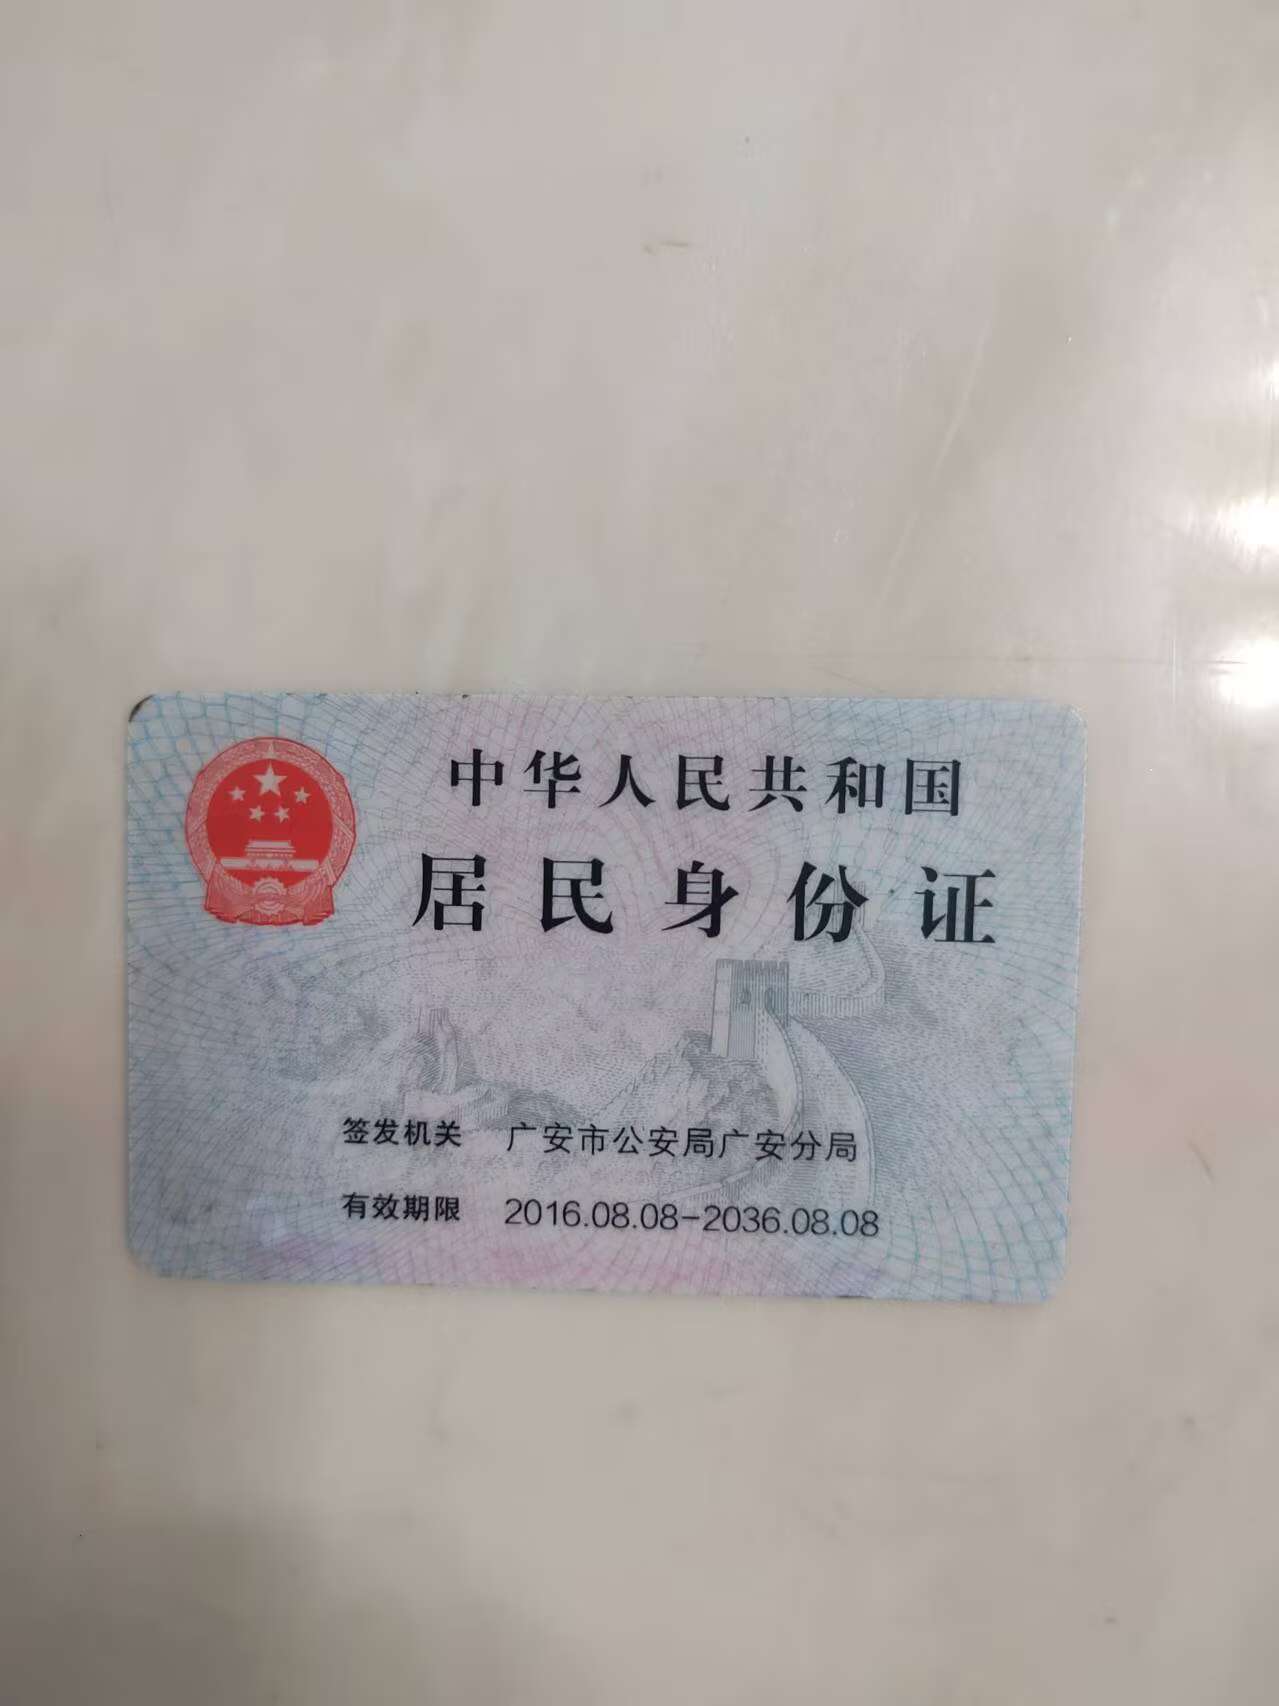 中华人民共和国
居民身份证
签发机关 广安市公安局广安分局
有效期限 2016.08.08-2036.08.08